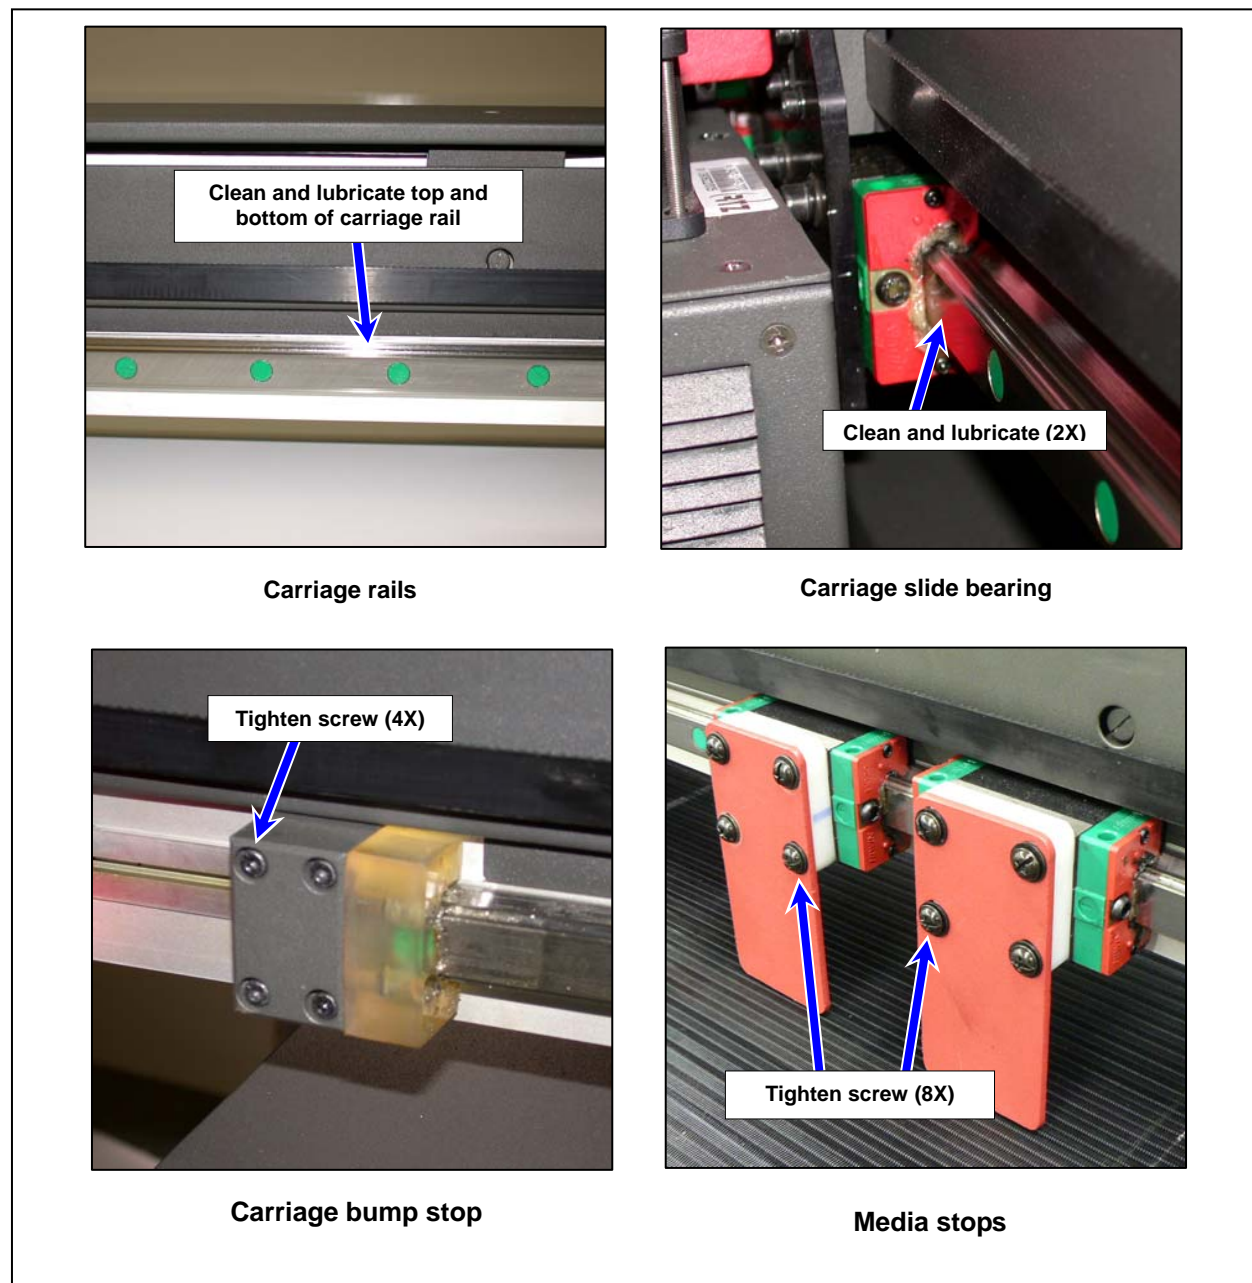 Clean and lubricate top and
bottom of carriage rail
Clean and lubricate (2X)
Carriage rails
Carriage slide bearing
Tighten screw (4X)
Tighten screw (8X)
Carriage bump stop
Media stops